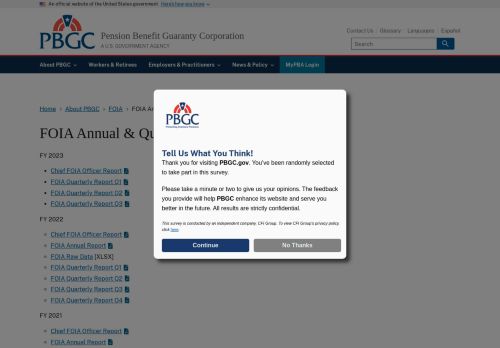 An official website of the United States government Here's how you know
PBGC
Pension Benefit Guaranty Corporation
A U.S. GOVERNMENT AGENCY
Contact Us Glossary Languages Español
Search
About PBGC Workers & Retirees Employers & Practitioners News & Policy MyPBA Login
Home > About PBGC > FOIA > FOIA An
FOIA Annual & Qu
FY 2023
Chief FOIA Officer Report
FOIA Quarterly Report Q1
FOIA Quarterly Report Q2
FOIA Quarterly Report Q3
FY 2022
Chief FOIA Officer Report
FOIA Annual Report
FOIA Raw Data [XLSX]
FOIA Quarterly Report Q1
FOIA Quarterly Report Q2
FOIA Quarterly Report Q3
FOIA Quarterly Report Q4
FY 2021
Chief FOIA Officer Report
FOIA Annual Report
PBGC
Protecting America's Pensions
Tell Us What You Think!
Thank you for visiting PBGC.gov. You've been randomly selected
to take part in this survey.
Please take a minute or two to give us your opinions. The feedback
you provide will help PBGC enhance its website and serve you
better in the future. All results are strictly confidential.
This survey is conducted by an independent company, CFI Group. To view CFI Group's privacy policy
click here.
Continue
No Thanks